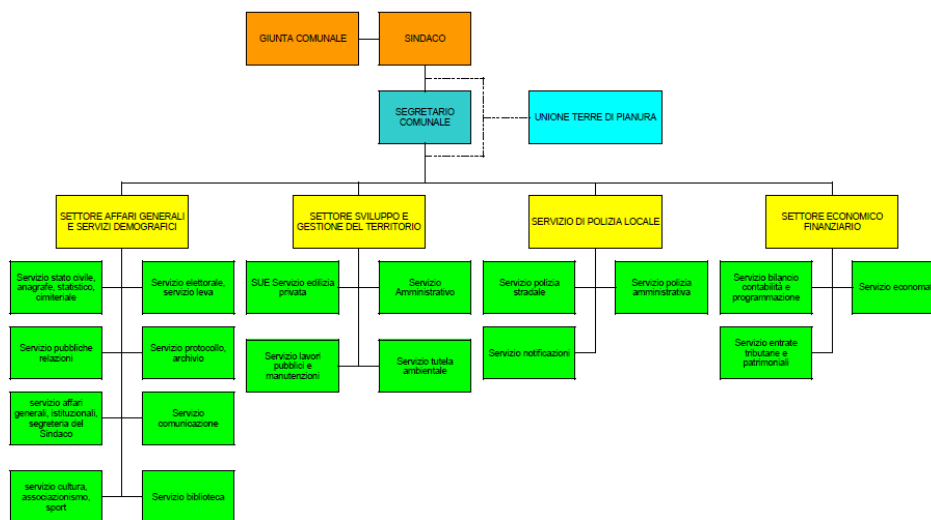 GIUNTA COMUNALE
SINDACO
SEGRETARIO
COMUNALE
UNIONE TERRE DI PIANURA
SETTORE AFFARI GENERALI
E SERVIZI DEMOGRAFICI
SETTORE SVILUPPO E
GESTIONE DEL TERRITORIO
SERVIZIO DI POLIZIA LOCALE
SETTORE ECONOMICO
FINANZIARIO
Servizio stato civile,
anagrafe, statistico,
cimiteriale
Servizio elettorale,
servizio leva
SUE Servizio edilizia
privata
Servizio
Amministrativo
Servizio polizia
stradale
Servizio polizia
amministrativa
Servizio bilancio
contabilità e
programmazione
Servizio economat
Servizio pubbliche
relazioni
Servizio protocollo,
archivio
Servizio lavori
pubblici e
manutenzioni
Servizio tutela
ambientale
Servizio notificazioni
Servizio entrate
tributarie e
patrimoniali
servizio affari
generali, istituzionali,
segreteria del
Sindaco
Servizio
comunicazione
servizio cultura,
associazionismo,
sport
Servizio biblioteca